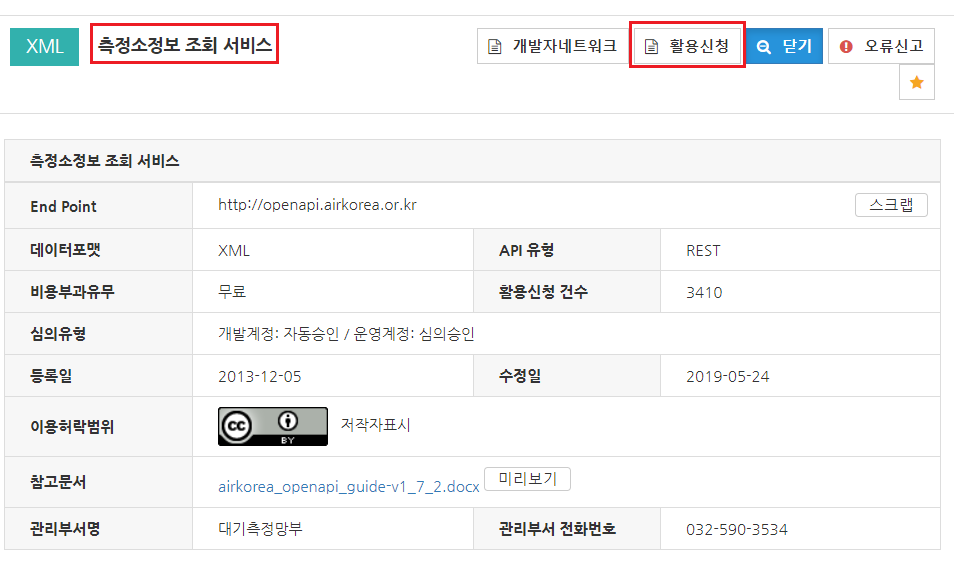 XML 측정소정보 조회 서비스 개발자네트워크 활용신청 닫기 오류신고
측정소정보 조회 서비스
End Point http://openapi.airkorea.or.kr 스크랩
데이터포맷 XML API 유형 REST
비용부과유무 무료 활용신청 건수 3410
심의유형 개발계정: 자동승인 / 운영계정: 심의승인
등록일 2013-12-05 수정일 2019-05-24
이용허락범위 cc BY 저작자표시
참고문서 airkorea_openapi_guide-v1_7_2.docx 미리보기
관리부서명 대기측정망부 관리부서 전화번호 032-590-3534